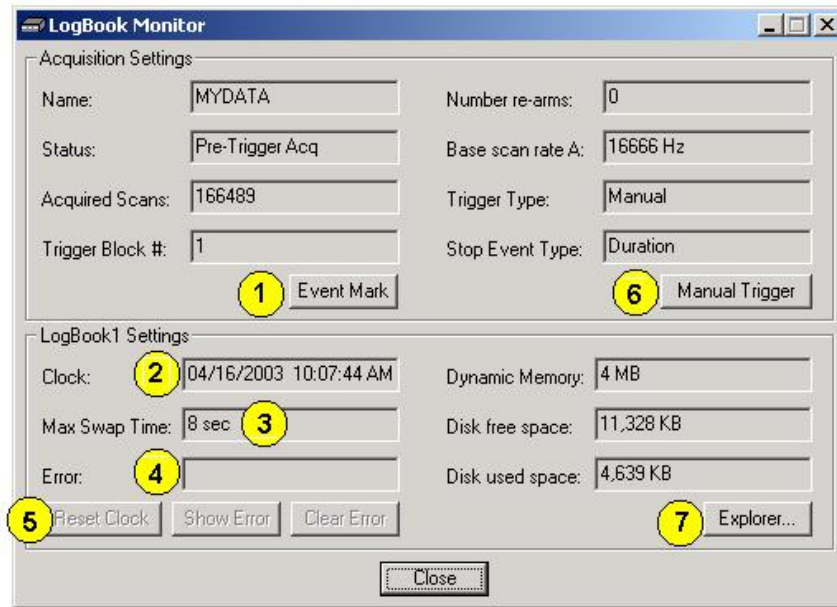 LogBook Monitor
Acquisition Settings
Name: MYDATA Number re-arms: 0
Status: Pre-Trigger Acq Base scan rate A: 16666 Hz
Acquired Scans: 166489 Trigger Type: Manual
Trigger Block #: 1 Stop Event Type: Duration
1 Event Mark 6 Manual Trigger
LogBook1 Settings
Clock: 2 04/16/2003 10:07:44 AM Dynamic Memory: 4 MB
Max Swap Time: 8 sec 3 Disk free space: 11,328 KB
Error: 4 Disk used space: 4,639 KB
5 Reset Clock Show Error Clear Error 7 Explorer...
Close